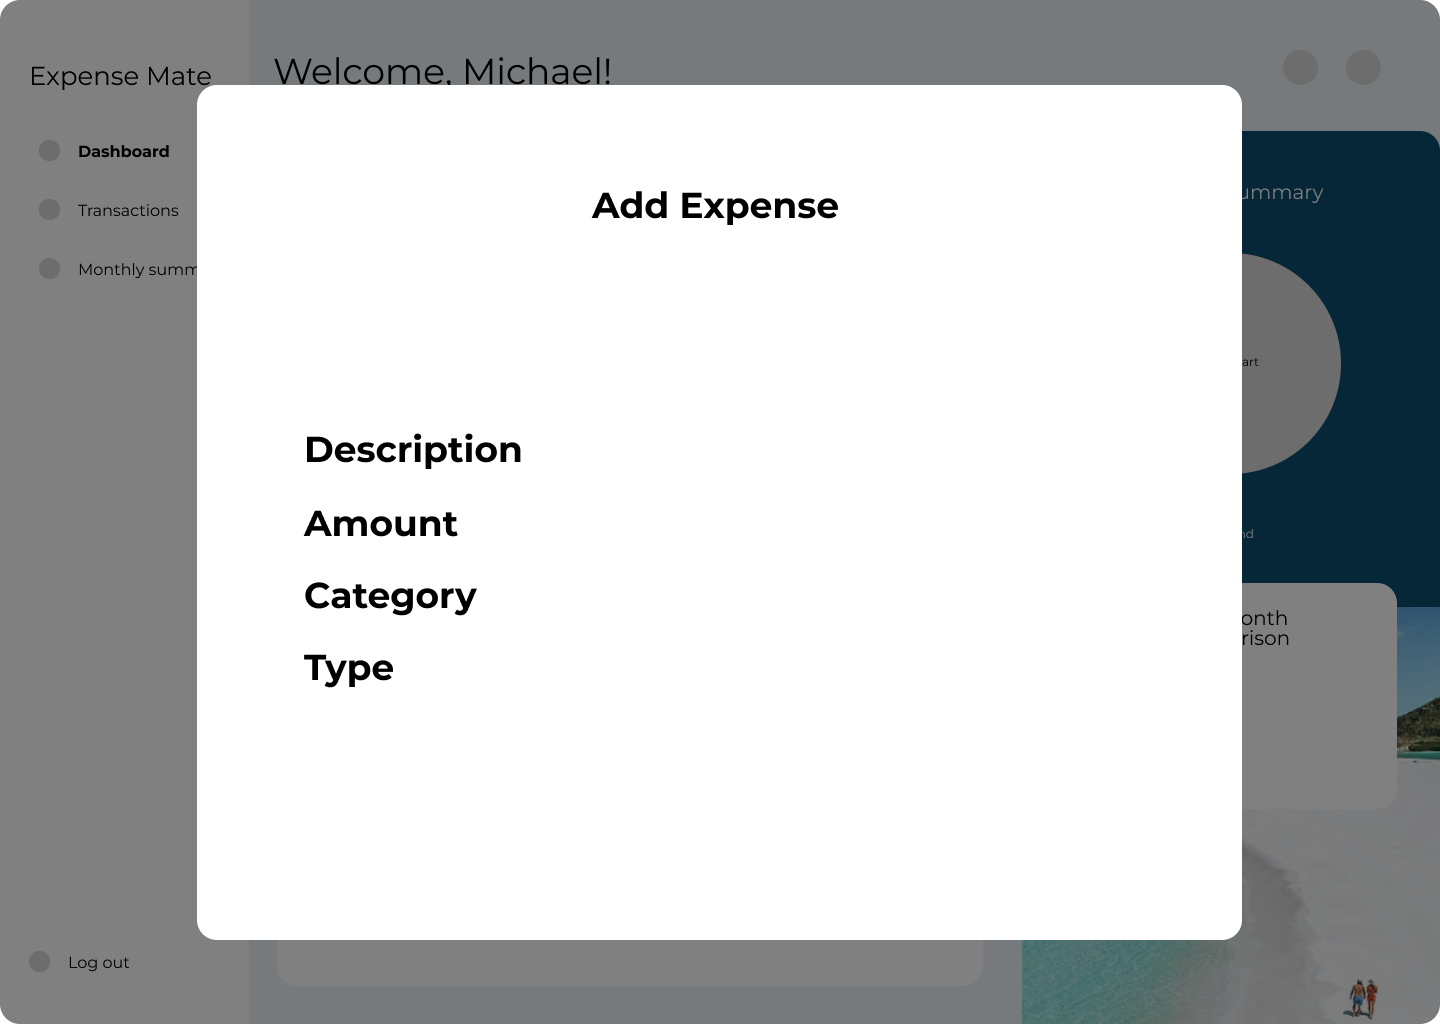 Expense Mate
Welcome, Michael!
Dashboard
Transactions
Monthly summ
Log out
Add Expense
Description
Amount
Category
Type
ummary
art
nd
onth
rison